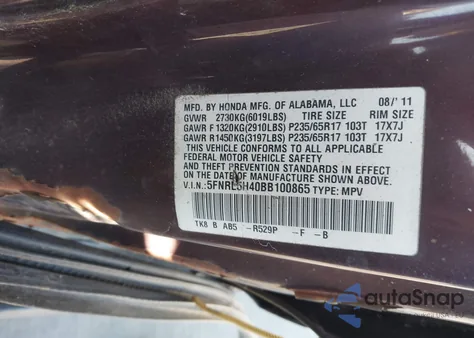 MFD. BY HONDA MFG. OF ALABAMA, LLC 08/'11
GVWR 2730KG(6019LBS) TIRE SIZE RIM SIZE
GAWR F 1320KG(2910LBS) P235/65R17 103T 17X7J
GAWR R1450KG(3197LBS) P235/65R17 103T 17X7J
THIS VEHICLE CONFORMS TO ALL APPLICABLE
FEDERAL MOTOR VEHICLE SAFETY, BUMPER,
AND THEFT PREVENTION STANDARDS IN EFFECT
ON THE DATE OF MANUFACTURE SHOWN ABOVE.
V.I.N.: 5FNRL5H40BB100865 TYPE: MPV
TK8 B AB5 -R529P -F -B
autoSnap